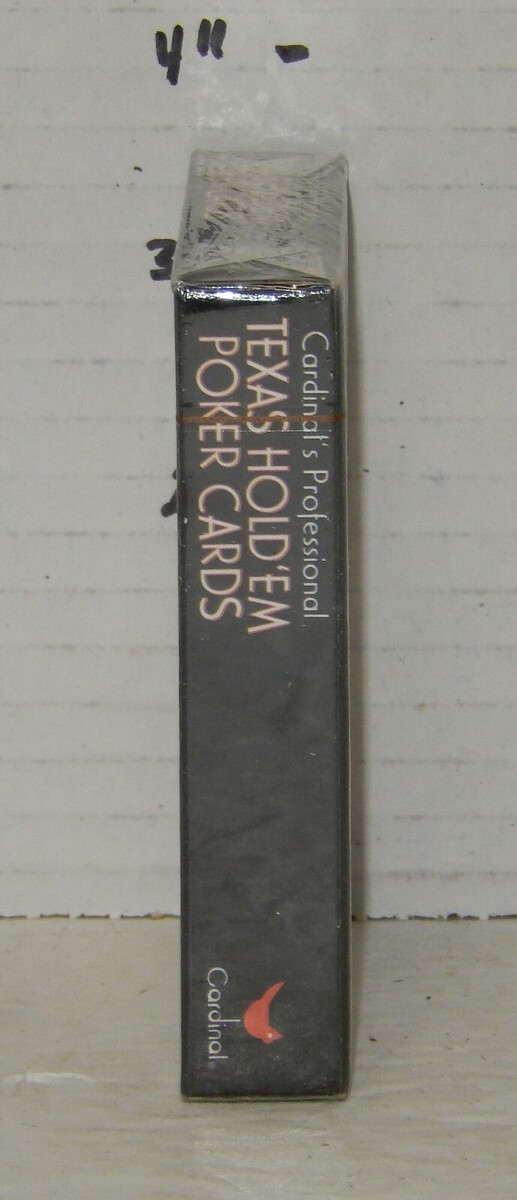 4" -
3
Cardinal's Professional
TEXAS HOLD'EM
POKER CARDS
Cardinal